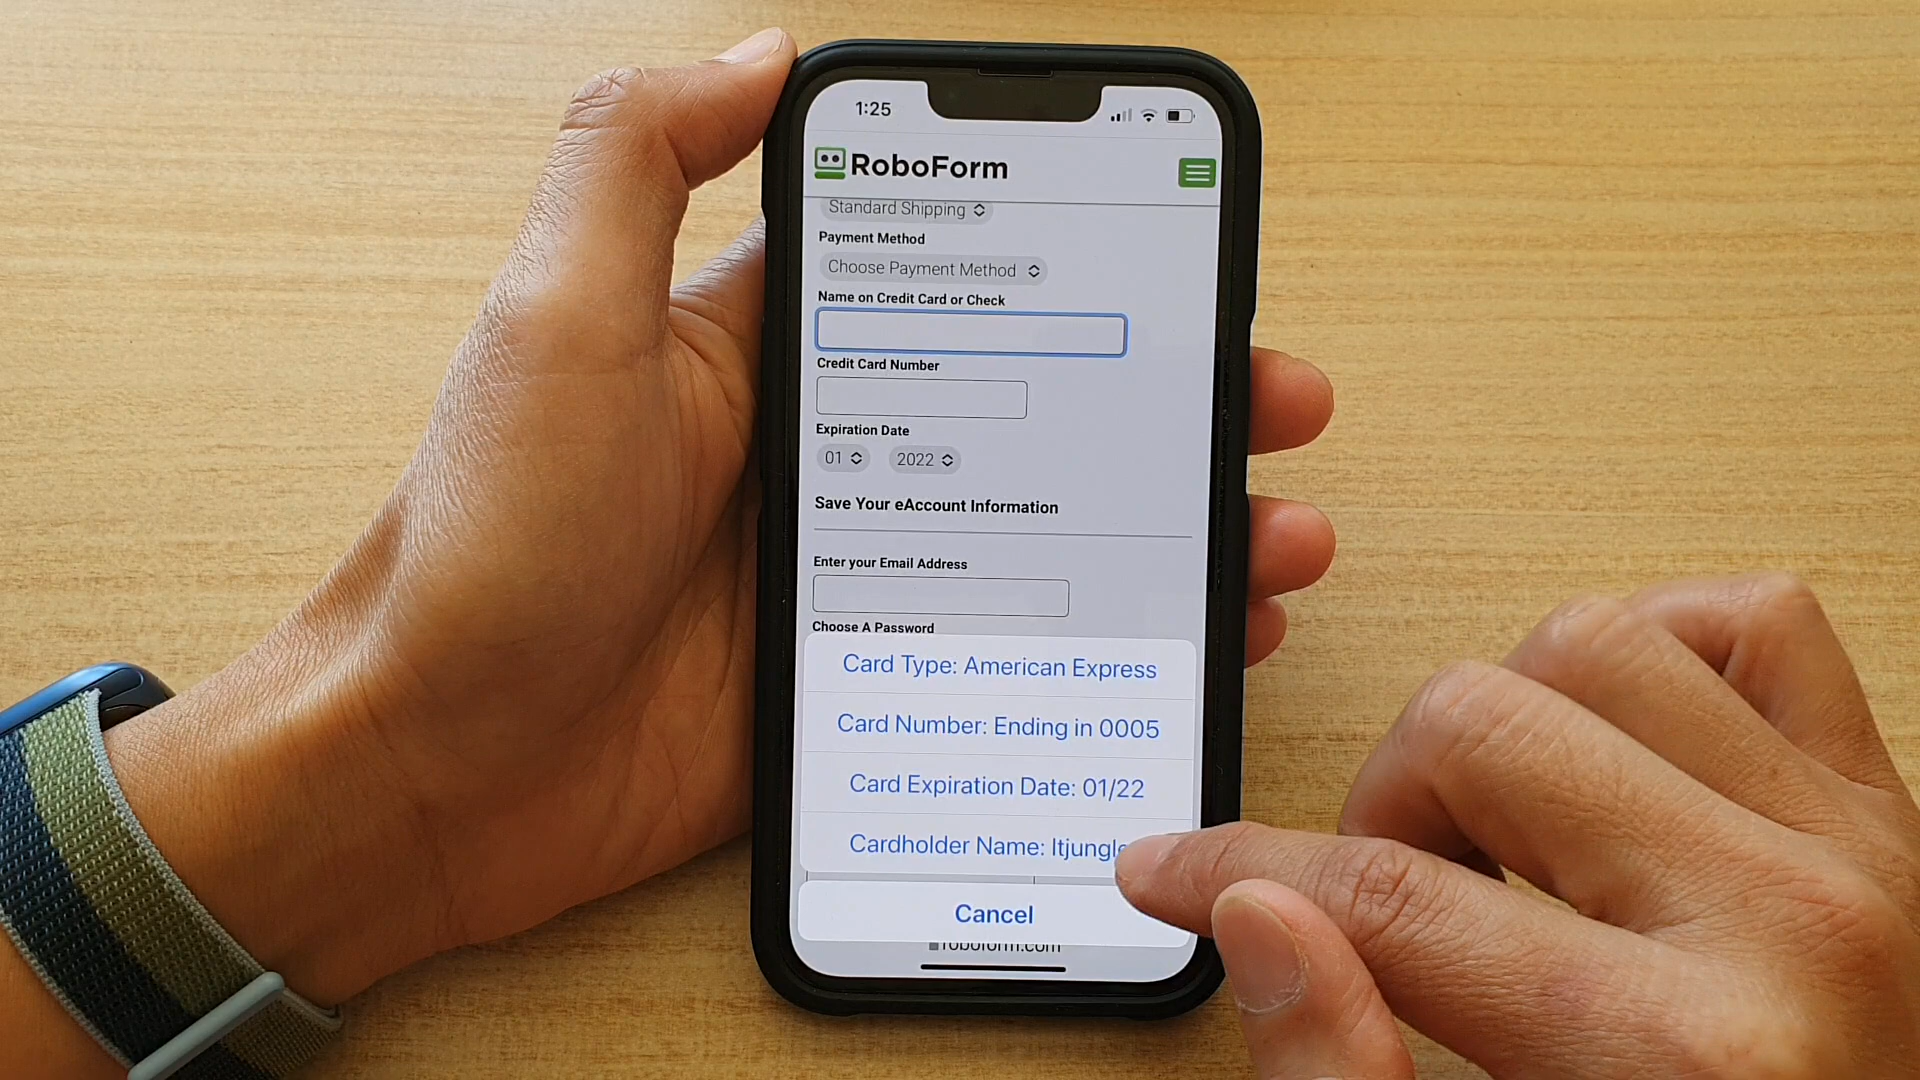 1:25
RoboForm
Standard Shipping
Payment Method
Choose Payment Method
Name on Credit Card or Check
Credit Card Number
Expiration Date
01 2022
Save Your eAccount Information
Enter your Email Address
Choose A Password
Card Type: American Express
Card Number: Ending in 0005
Card Expiration Date: 01/22
Cardholder Name: Itjungle
Cancel
roboform.com